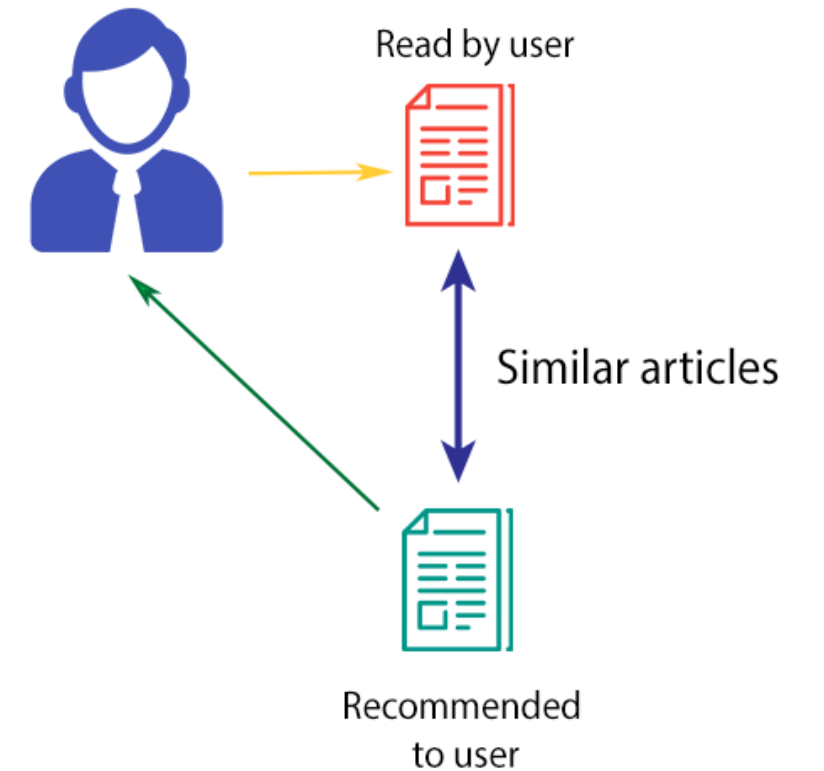 Read by user
Similar articles
Recommended
to user